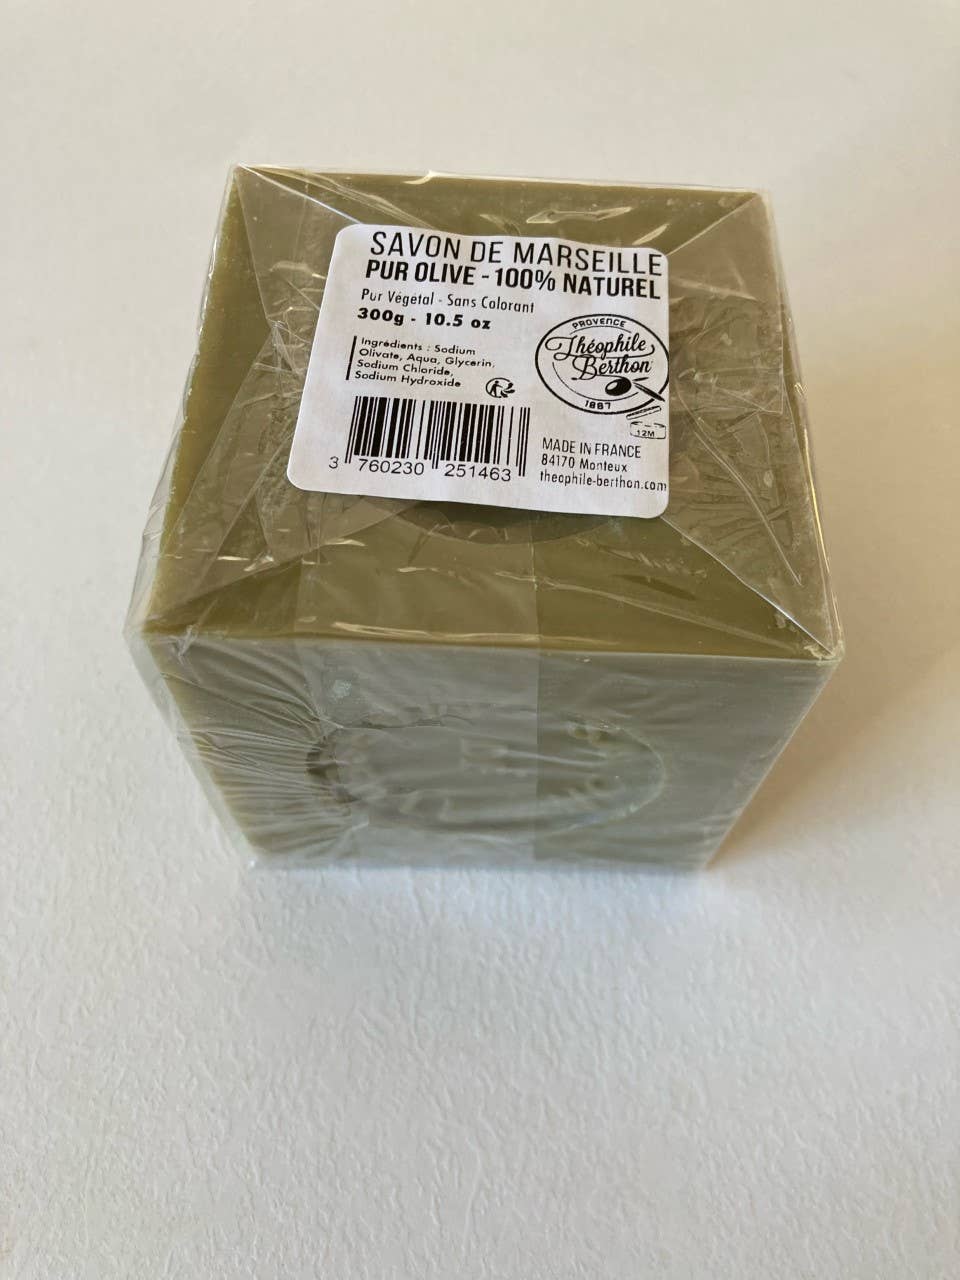 SAVON DE MARSEILLE
PUR OLIVE - 100% NATUREL
Pur Végétal - Sans Colorant
300g - 10.5 oz
Ingrédients : Sodium
Olivate, Aqua, Glycerin,
Sodium Chloride,
Sodium Hydroxide
PROVENCE
Théophile
Berthon
1887
12M
3 760230 251463
MADE IN FRANCE
84170 Monteux
theophile-berthon.com